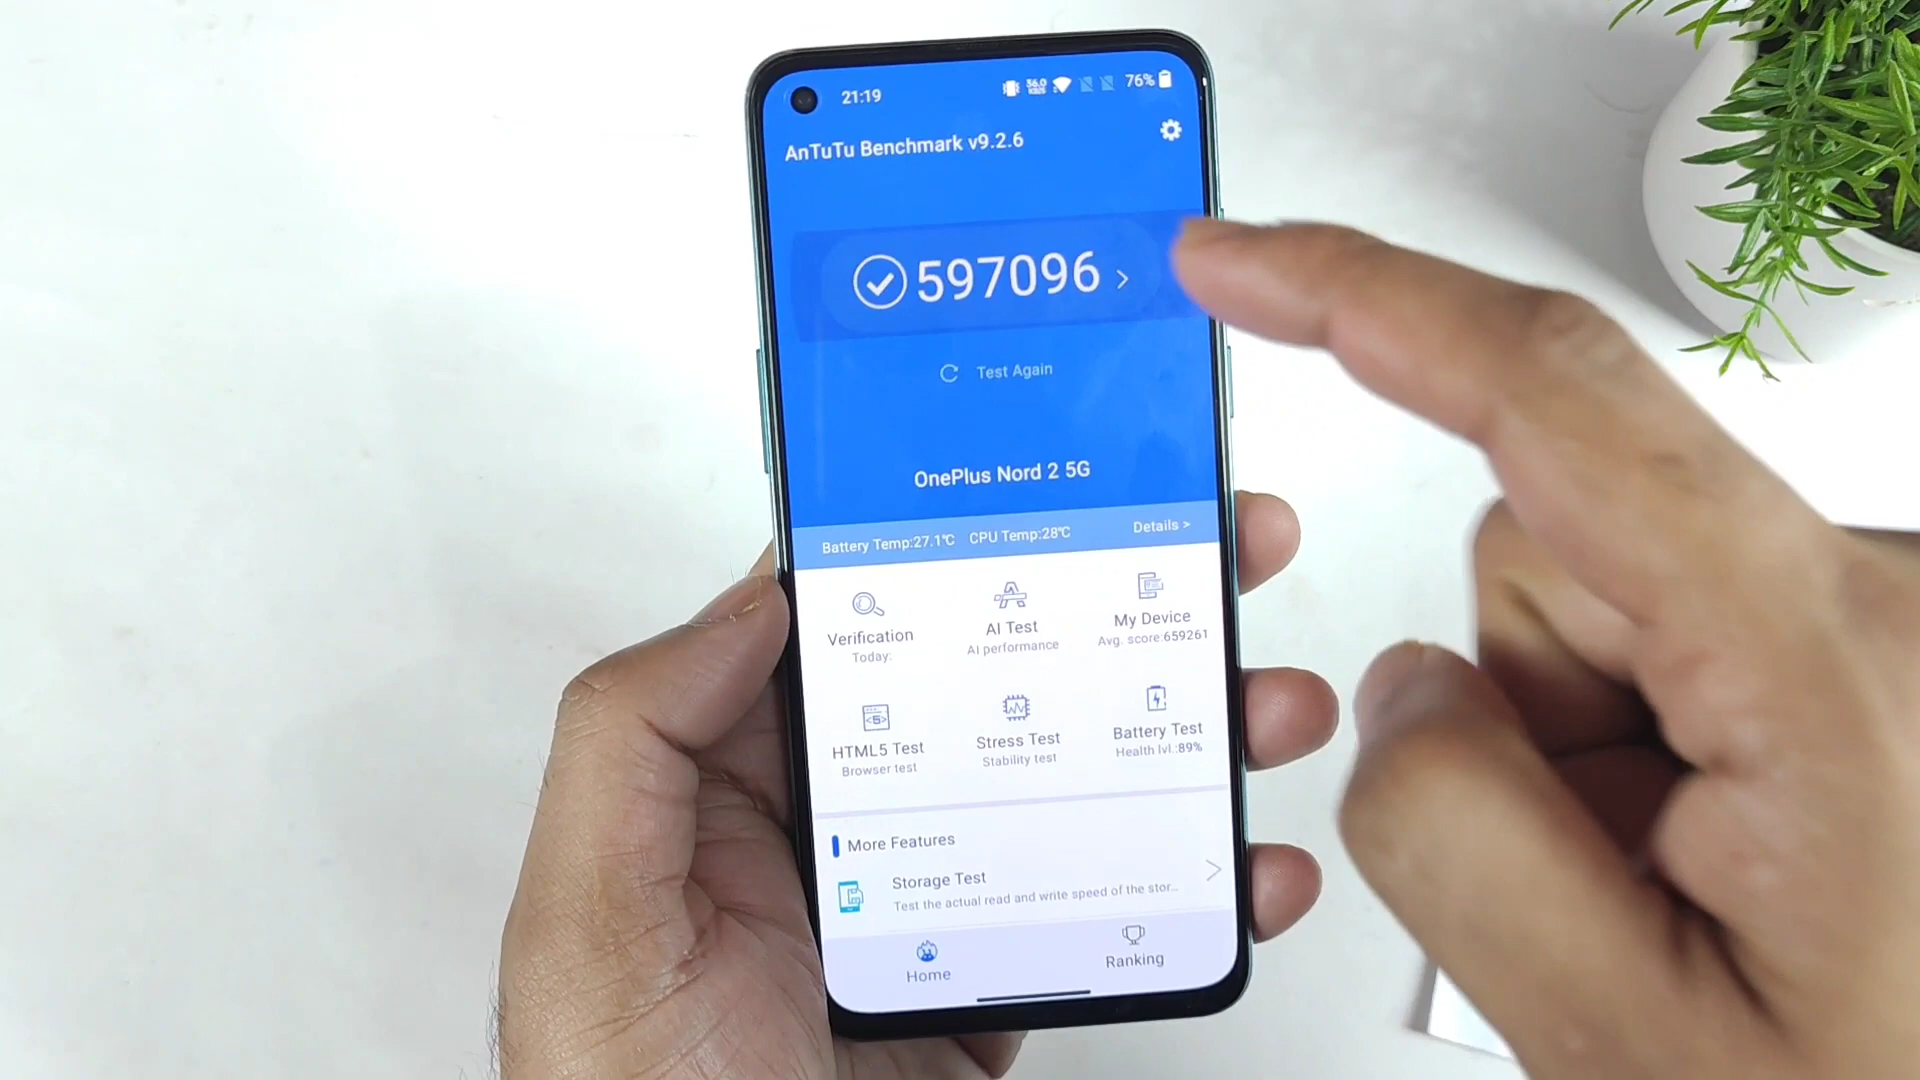 21:19
36.0
KB/S
76%
AnTuTu Benchmark v9.2.6
597096 >
Test Again
OnePlus Nord 2 5G
Battery Temp:27.1℃ CPU Temp:28℃ Details >
Verification
Today:
AI Test
AI performance
My Device
Avg. score:659261
HTML5 Test
Browser test
Stress Test
Stability test
Battery Test
Health lvl.:89%
More Features
Storage Test
Test the actual read and write speed of the stor...
Home
Ranking